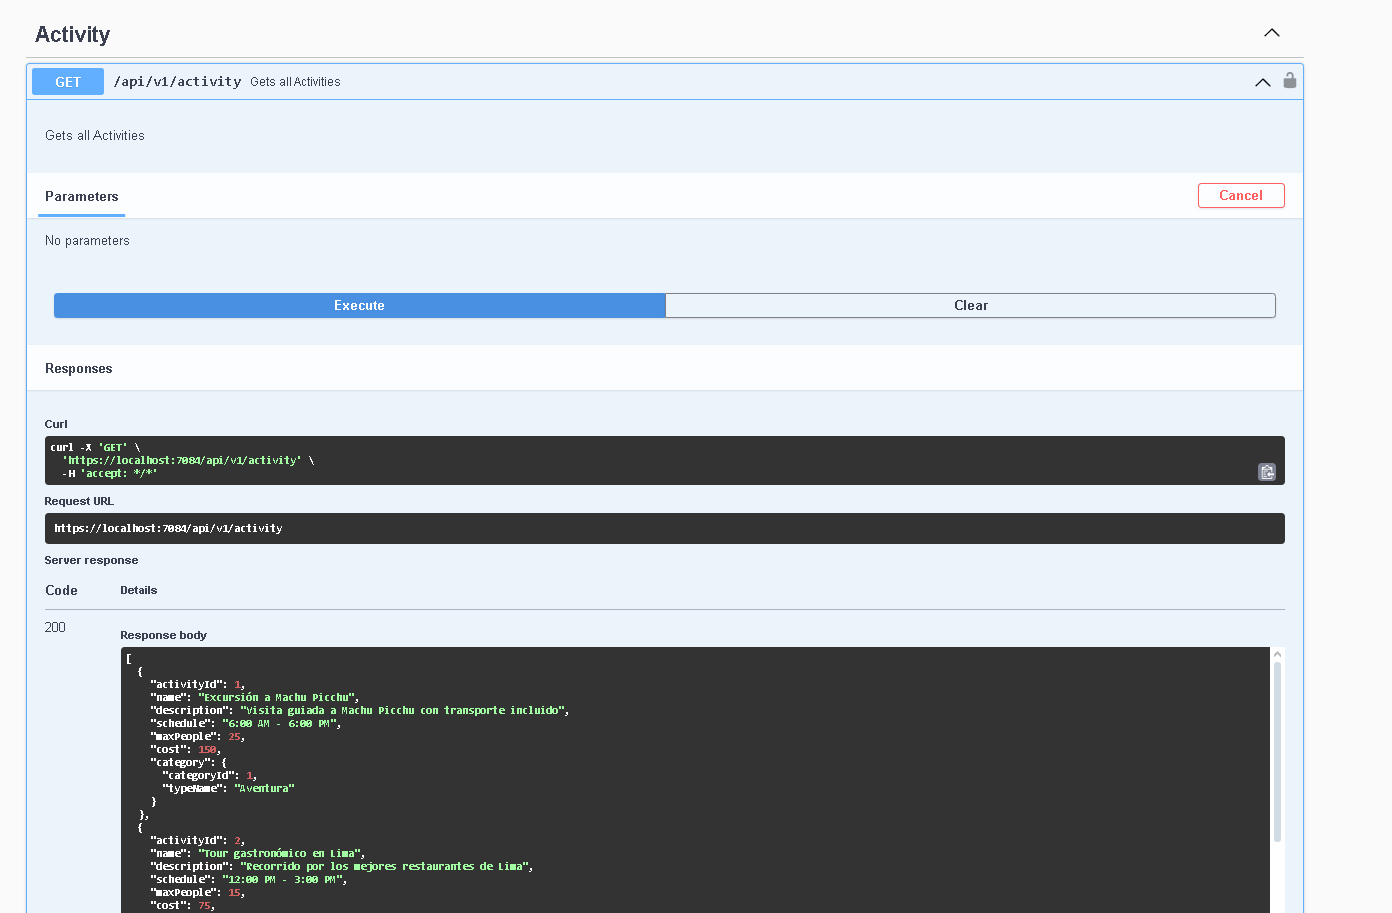 Activity
GET /api/v1/activity Gets all Activities
Gets all Activities
Parameters Cancel
No parameters
Execute Clear
Responses
Curl
curl -X 'GET' \
  'https://localhost:7084/api/v1/activity' \
  -H 'accept: */*'
Request URL
https://localhost:7084/api/v1/activity
Server response
Code Details
200
Response body
[
  {
    "activityId": 1,
    "name": "Excursión a Machu Picchu",
    "description": "Visita guiada a Machu Picchu con transporte incluido",
    "schedule": "6:00 AM - 6:00 PM",
    "maxPeople": 25,
    "cost": 150,
    "category": {
      "categoryId": 1,
      "typeName": "Aventura"
    }
  },
  {
    "activityId": 2,
    "name": "Tour gastronómico en Lima",
    "description": "Recorrido por los mejores restaurantes de Lima",
    "schedule": "12:00 PM - 3:00 PM",
    "maxPeople": 15,
    "cost": 75,